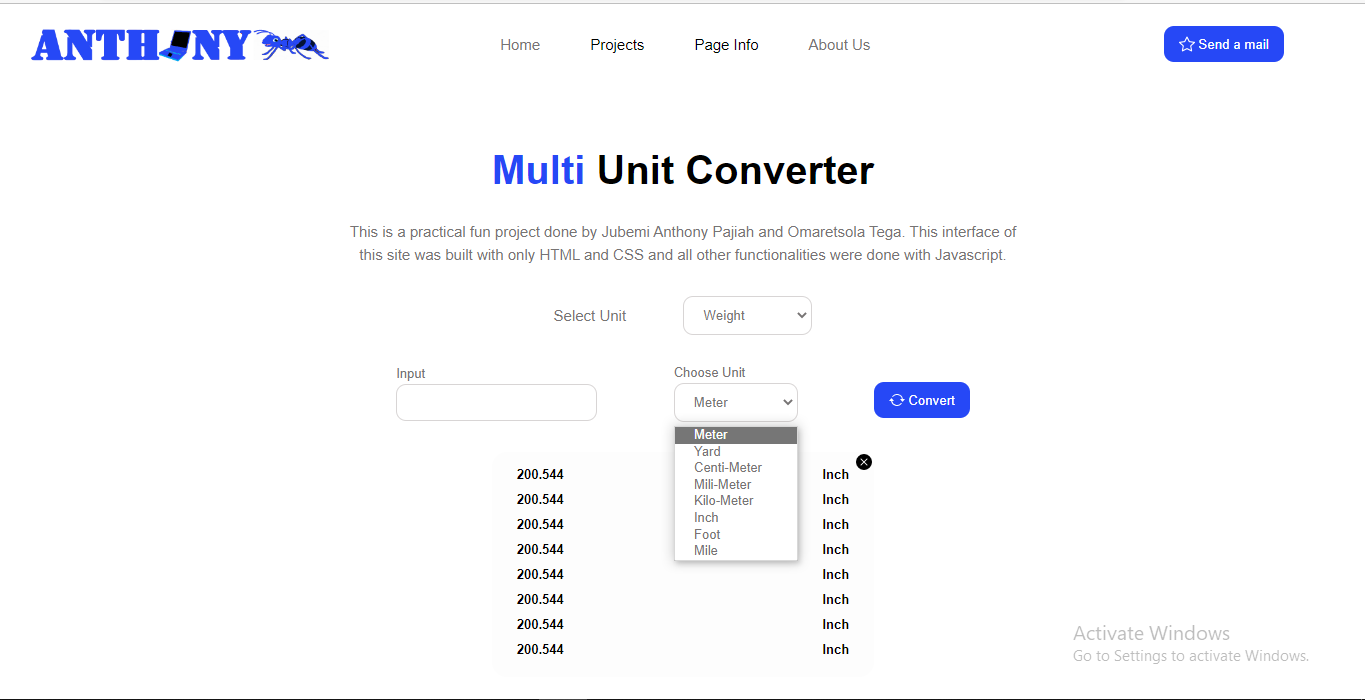 ANTHONY
Home Projects Page Info About Us Send a mail
Multi Unit Converter
This is a practical fun project done by Jubemi Anthony Pajiah and Omaretsola Tega. This interface of
this site was built with only HTML and CSS and all other functionalities were done with Javascript.
Select Unit Weight
Input
Choose Unit
Meter
Convert
Meter
Yard
Centi-Meter
Mili-Meter
Kilo-Meter
Inch
Foot
Mile
200.544 Inch
200.544 Inch
200.544 Inch
200.544 Inch
200.544 Inch
200.544 Inch
200.544 Inch
200.544 Inch
Activate Windows
Go to Settings to activate Windows.